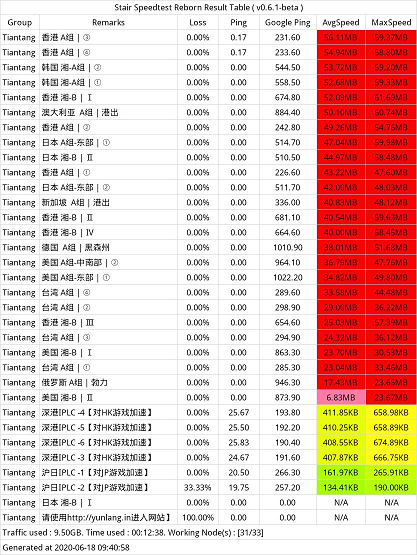 Stair Speedtest Reborn Result Table ( v0.6.1-beta )
Group Remarks Loss Ping Google Ping AvgSpeed MaxSpeed
Tiantang 香港 A组 | ③ 0.00% 0.17 231.60 56.11MB 59.37MB
Tiantang 香港 A组 | ④ 0.00% 0.17 233.60 54.94MB 58.80MB
Tiantang 韩国 湘-A组 | ② 0.00% 0.00 544.50 53.72MB 59.20MB
Tiantang 韩国 湘-A组 | ① 0.00% 0.00 558.50 52.68MB 59.33MB
Tiantang 香港 湘-B | Ⅰ 0.00% 0.00 674.80 52.09MB 61.69MB
Tiantang 澳大利亚 A组 | 港出 0.00% 0.00 884.40 50.10MB 60.74MB
Tiantang 香港 A组 | ② 0.00% 0.00 242.80 49.26MB 54.76MB
Tiantang 日本 A组-东部 | ① 0.00% 0.00 514.70 47.04MB 59.98MB
Tiantang 日本 湘-B | Ⅱ 0.00% 0.00 510.50 44.97MB 58.48MB
Tiantang 香港 A组 | ① 0.00% 0.00 226.60 43.22MB 47.60MB
Tiantang 日本 A组-东部 | ② 0.00% 0.00 511.70 42.00MB 48.03MB
Tiantang 新加坡 A组 | 港出 0.00% 0.00 336.00 40.83MB 48.12MB
Tiantang 香港 湘-B | Ⅱ 0.00% 0.00 681.10 40.54MB 59.63MB
Tiantang 香港 湘-B | Ⅳ 0.00% 0.00 664.60 40.00MB 58.45MB
Tiantang 德国 A组 | 黑森州 0.00% 0.00 1010.90 38.01MB 51.68MB
Tiantang 美国 A组-中南部 | ② 0.00% 0.00 964.10 36.79MB 47.76MB
Tiantang 美国 A组-东部 | ① 0.00% 0.00 1022.20 34.82MB 49.80MB
Tiantang 台湾 A组 | ④ 0.00% 0.00 289.60 33.58MB 44.48MB
Tiantang 台湾 A组 | ② 0.00% 0.00 298.90 29.00MB 36.22MB
Tiantang 香港 湘-B | Ⅲ 0.00% 0.00 654.60 25.03MB 57.39MB
Tiantang 台湾 A组 | ③ 0.00% 0.00 294.90 24.32MB 36.12MB
Tiantang 美国 湘-B | Ⅰ 0.00% 0.00 863.30 23.70MB 30.53MB
Tiantang 台湾 A组 | ① 0.00% 0.00 285.30 23.04MB 33.46MB
Tiantang 俄罗斯 A组 | 勃力 0.00% 0.00 946.30 17.43MB 23.65MB
Tiantang 美国 湘-B | Ⅱ 0.00% 0.00 873.90 6.83MB 23.67MB
Tiantang 深港IPLC -4【对HK游戏加速】 0.00% 25.67 193.80 411.85KB 658.98KB
Tiantang 深港IPLC -5【对HK游戏加速】 0.00% 25.50 192.20 410.25KB 658.89KB
Tiantang 深港IPLC -6【对HK游戏加速】 0.00% 25.83 190.40 408.55KB 674.89KB
Tiantang 深港IPLC -3【对HK游戏加速】 0.00% 24.67 191.60 407.87KB 666.75KB
Tiantang 沪日IPLC -1【对JP游戏加速】 0.00% 20.50 266.30 161.97KB 265.91KB
Tiantang 沪日IPLC -2【对JP游戏加速】 33.33% 19.75 257.20 134.41KB 190.00KB
Tiantang 日本 湘-B | Ⅰ 0.00% 0.00 0.00 N/A N/A
Tiantang 请使用http://yunlang.in进入网站】 100.00% 0.00 0.00 N/A N/A
Traffic used : 9.50GB. Time used : 00:12:38. Working Node(s) : [31/33]
Generated at 2020-06-18 09:40:58